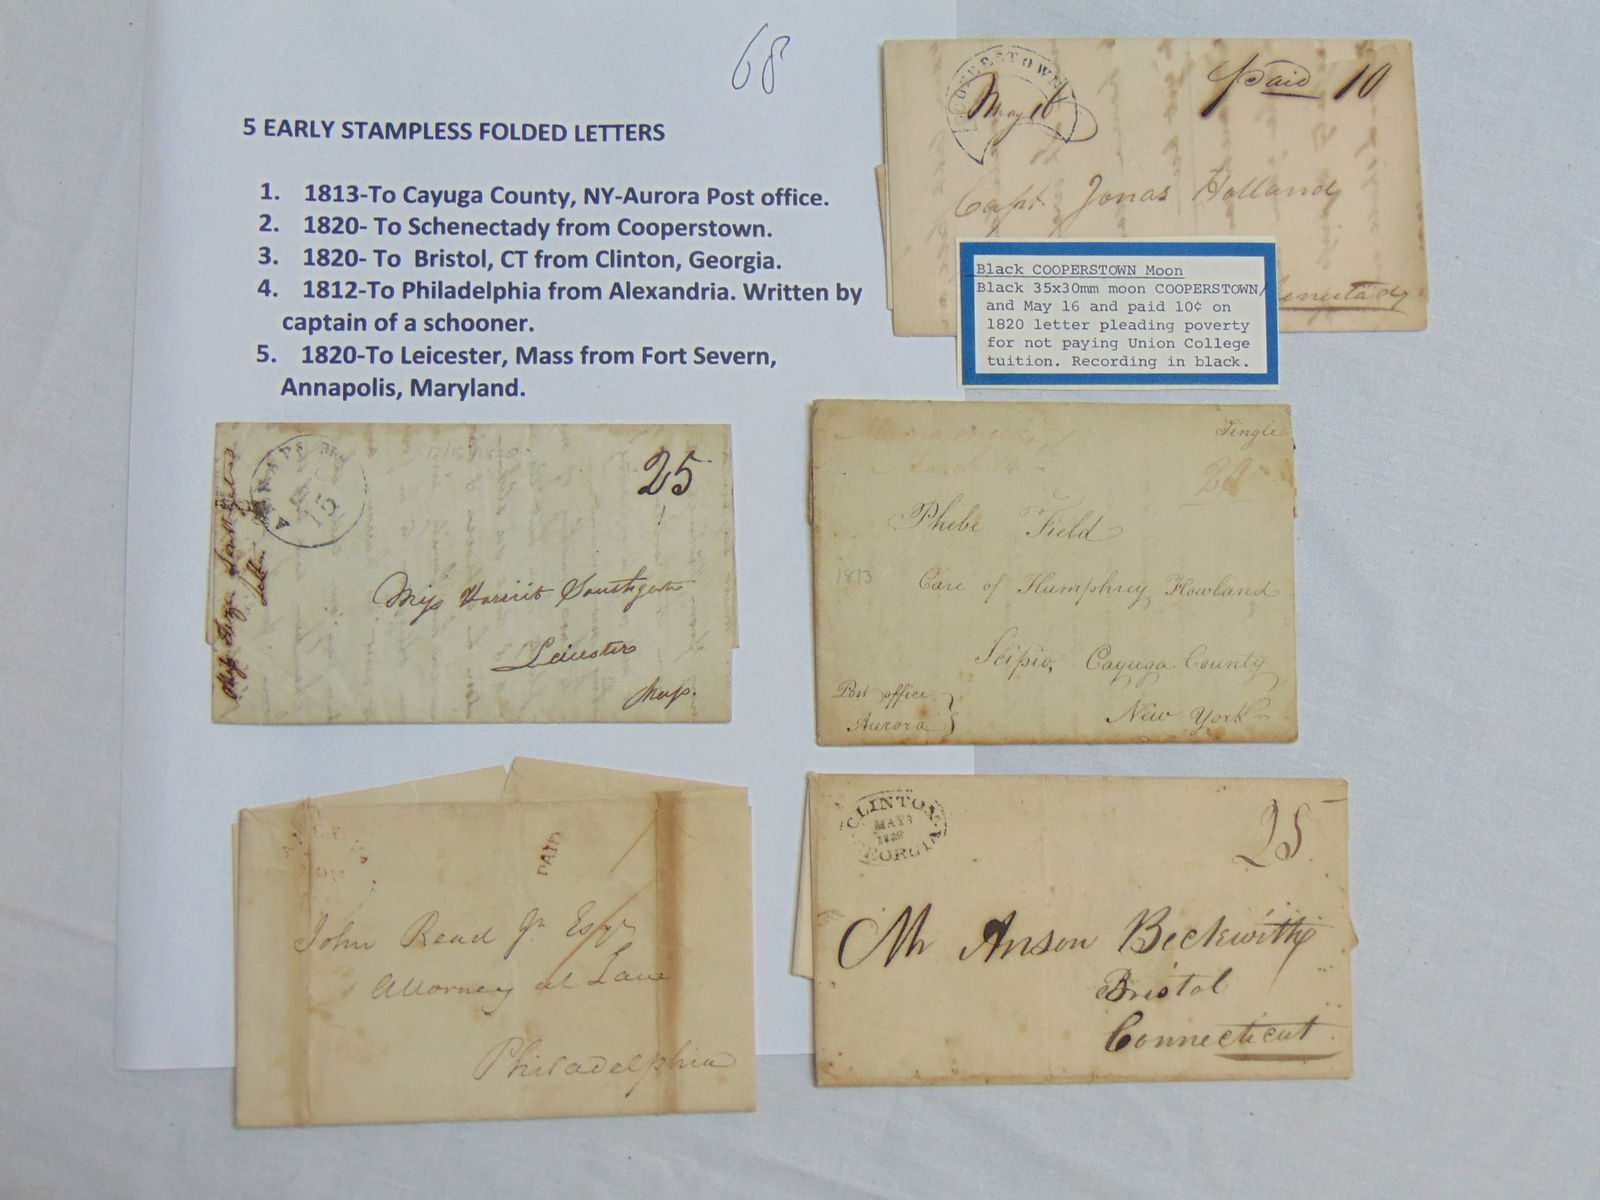 68
5 EARLY STAMPLESS FOLDED LETTERS
1. 1813-To Cayuga County, NY-Aurora Post office.
2. 1820- To Schenectady from Cooperstown.
3. 1820- To Bristol, CT from Clinton, Georgia.
4. 1812-To Philadelphia from Alexandria. Written by
captain of a schooner.
5. 1820-To Leicester, Mass from Fort Severn,
Annapolis, Maryland.
COOPERSTOWN
May 16
Paid 10
Capt. Jonas Holland
Black COOPERSTOWN Moon
Black 35x30mm moon COOPERSTOWN/
and May 16 and paid 10¢ on
1820 letter pleading poverty
for not paying Union College
tuition. Recording in black.
15
25
Miss Harriet Southgate
Leicester
Mass.
Single
20
Phebe Field
1813
Care of Humphrey Howland
Scipio, Cayuga County
New York
Post office
Aurora
PAID
John Read Jr. Esqr
Attorney at Law
Philadelphia
CLINTON.
MAY 3
GEORGIA
25
Mr Anson Beckwith
Bristol
Connecticut